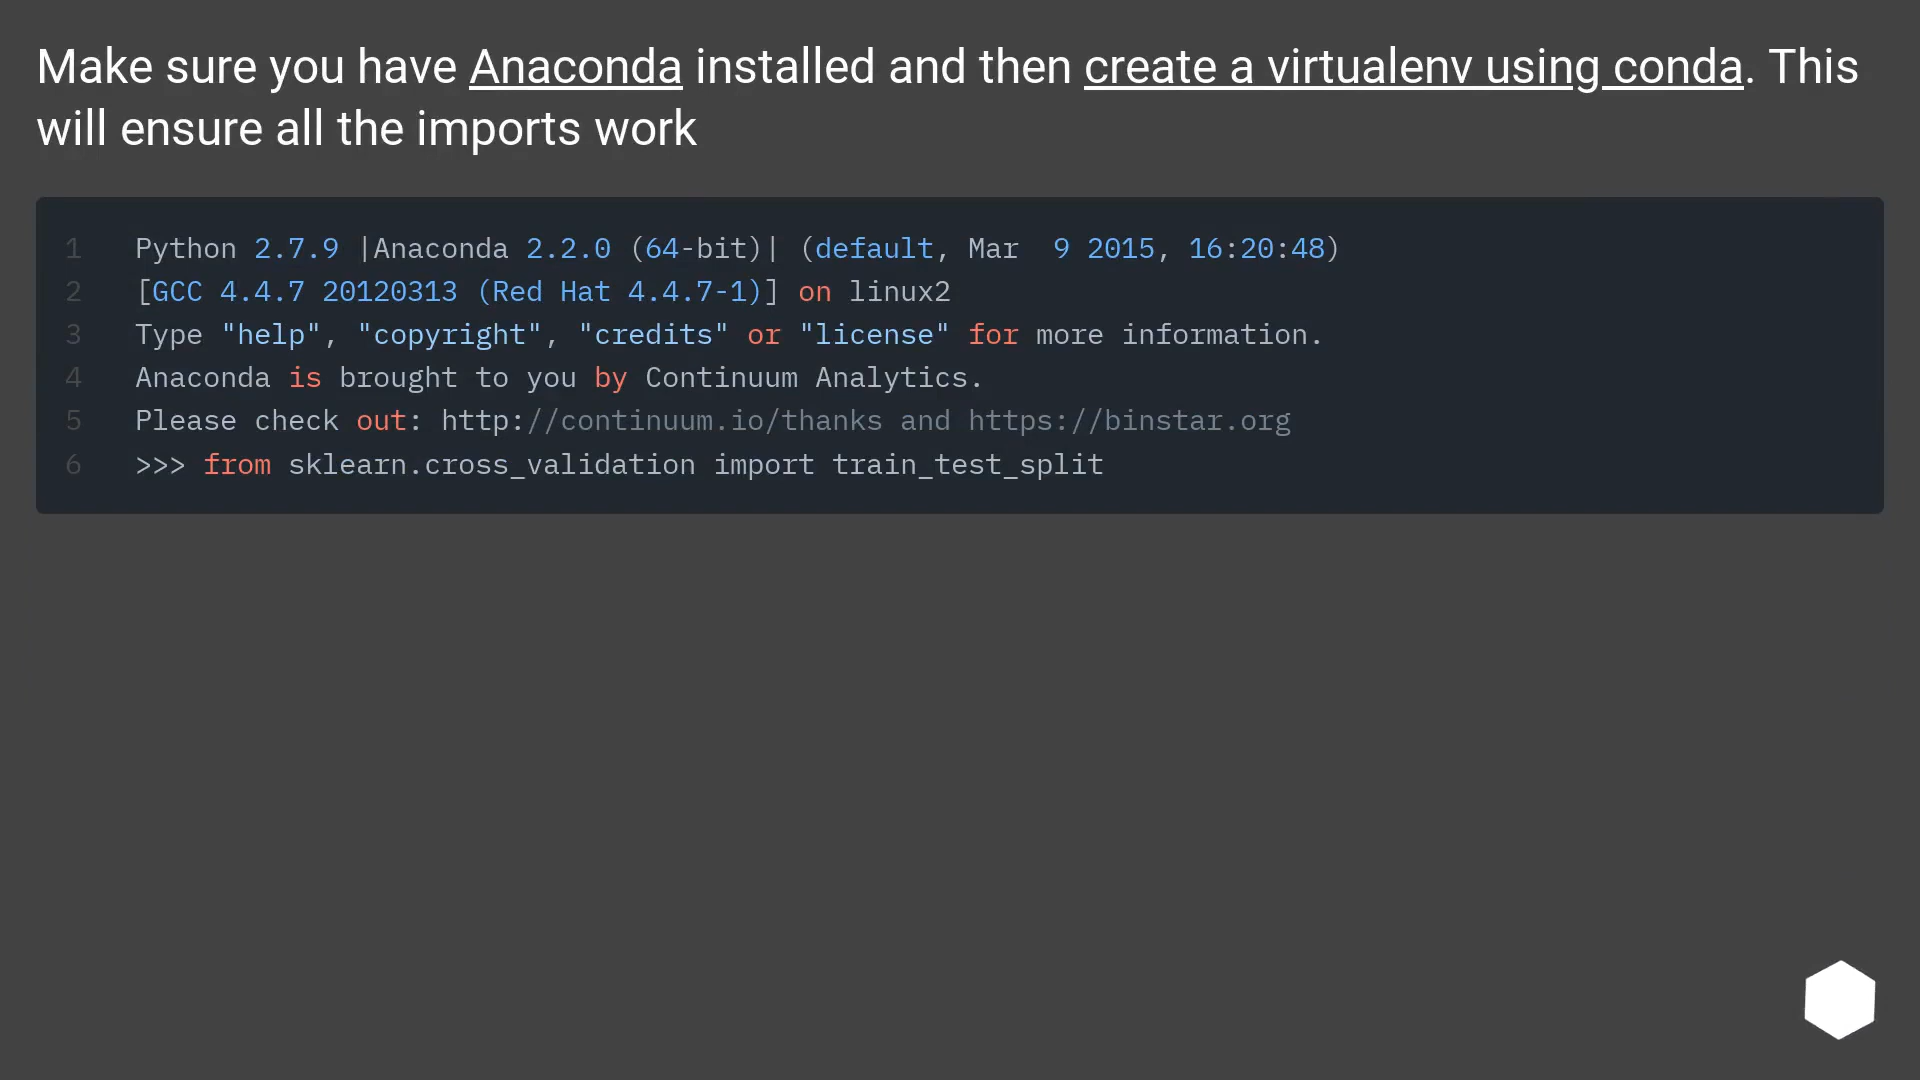 Make sure you have Anaconda installed and then create a virtualenv using conda. This
will ensure all the imports work
1 Python 2.7.9 |Anaconda 2.2.0 (64-bit)| (default, Mar  9 2015, 16:20:48)
2 [GCC 4.4.7 20120313 (Red Hat 4.4.7-1)] on linux2
3 Type "help", "copyright", "credits" or "license" for more information.
4 Anaconda is brought to you by Continuum Analytics.
5 Please check out: http://continuum.io/thanks and https://binstar.org
6 >>> from sklearn.cross_validation import train_test_split